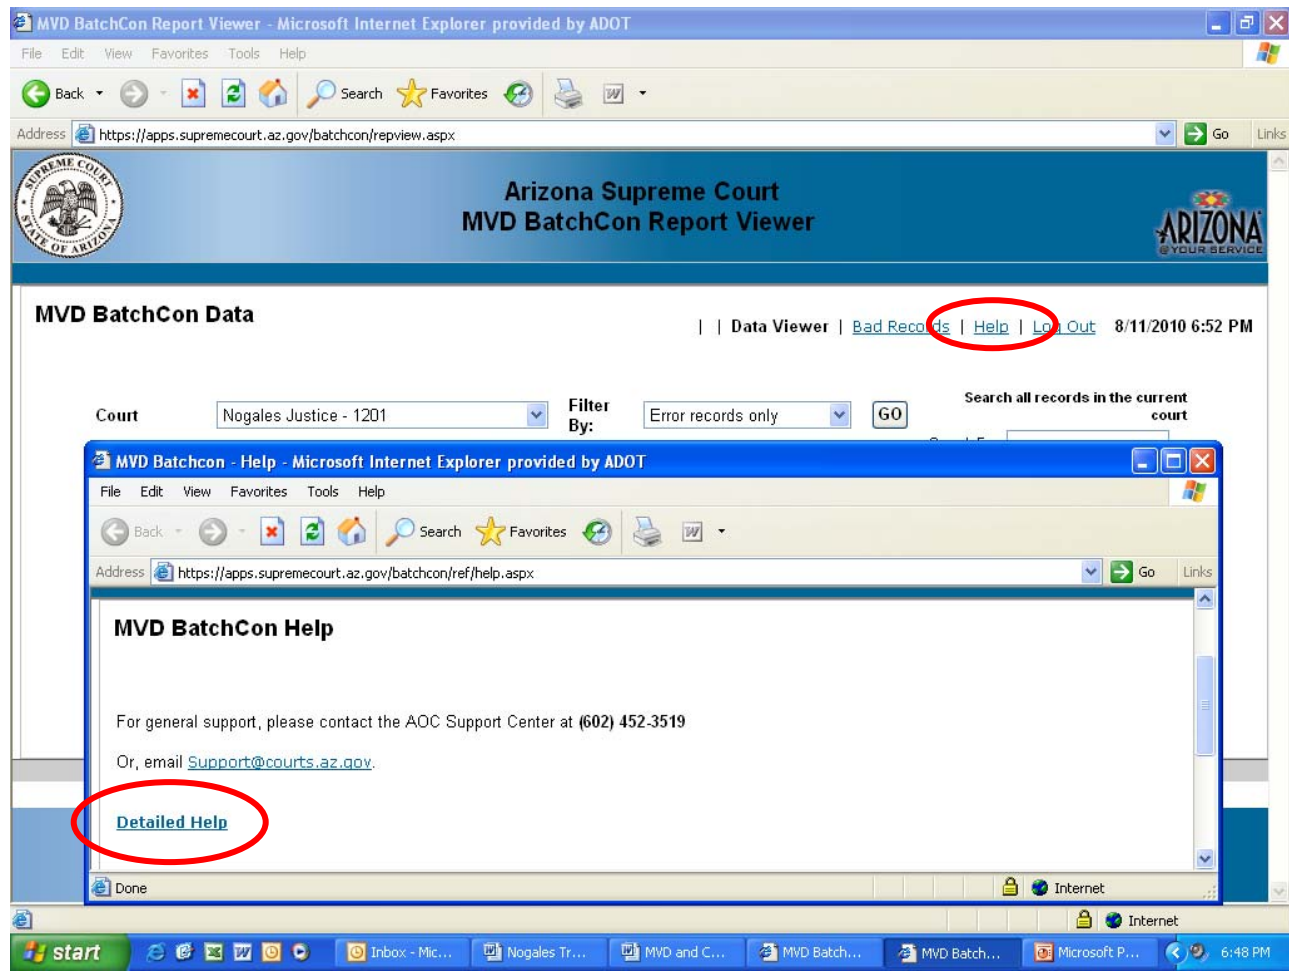 MVD BatchCon Report Viewer - Microsoft Internet Explorer provided by ADOT
File Edit View Favorites Tools Help
Back Search Favorites
Address https://apps.supremecourt.az.gov/batchcon/repview.aspx Go Links
SUPREME COURT
STATE OF ARIZONA
Arizona Supreme Court
MVD BatchCon Report Viewer
ARIZONA
@ YOUR SERVICE
MVD BatchCon Data
| | Data Viewer | Bad Records | Help | Log Out 8/11/2010 6:52 PM
Court Nogales Justice - 1201 Filter By: Error records only GO
Search all records in the current court
MVD Batchcon - Help - Microsoft Internet Explorer provided by ADOT
File Edit View Favorites Tools Help
Back Search Favorites
Address https://apps.supremecourt.az.gov/batchcon/ref/help.aspx Go Links
MVD BatchCon Help
For general support, please contact the AOC Support Center at (602) 452-3519
Or, email Support@courts.az.gov.
Detailed Help
Done Internet
Internet
start Inbox - Mic... Nogales Tr... MVD and C... MVD Batch... MVD Batch... Microsoft P... 6:48 PM